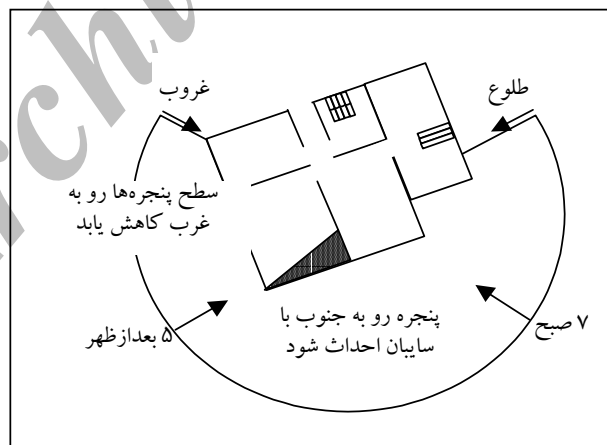 طلوع
غروب
سطح پنجره‌ها رو به
غرب کاهش یابد
پنجره رو به جنوب با
سایبان احداث شود
۷ صبح
۵ بعدازظهر